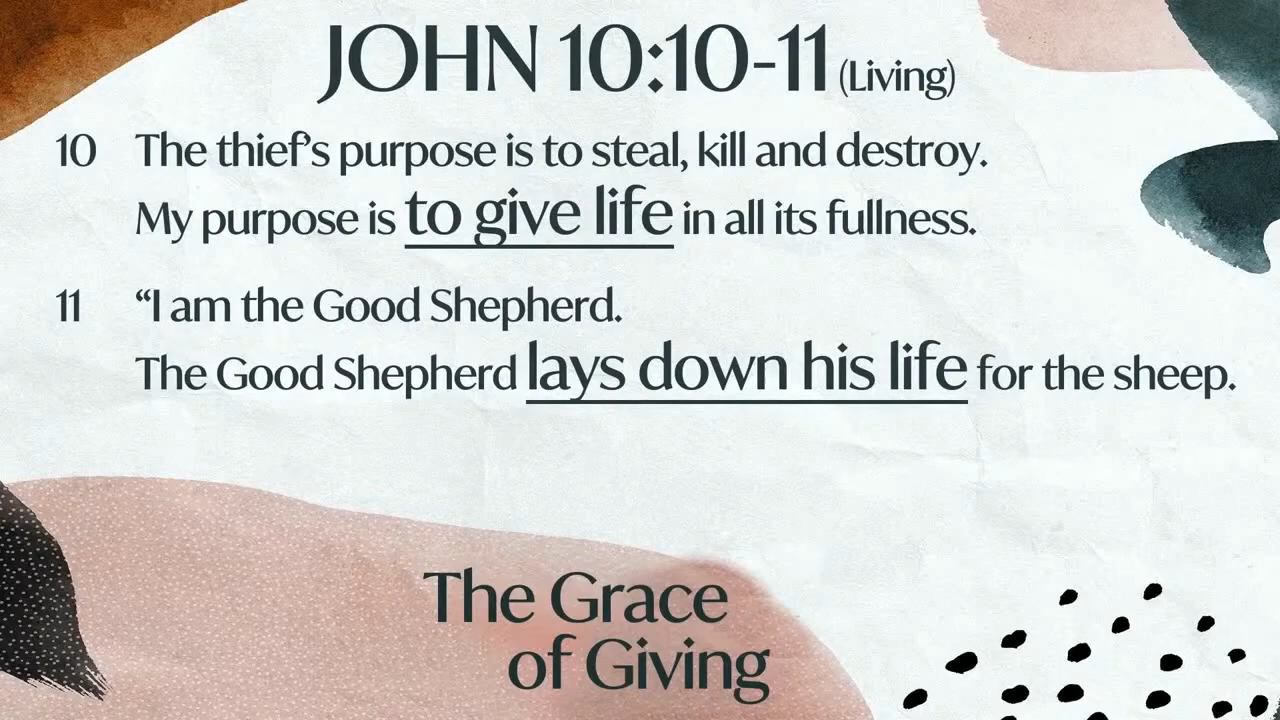 JOHN 10:10-11 (Living)
10 The thief’s purpose is to steal, kill and destroy.
My purpose is to give life in all its fullness.
11 “I am the Good Shepherd.
The Good Shepherd lays down his life for the sheep.
The Grace
of Giving